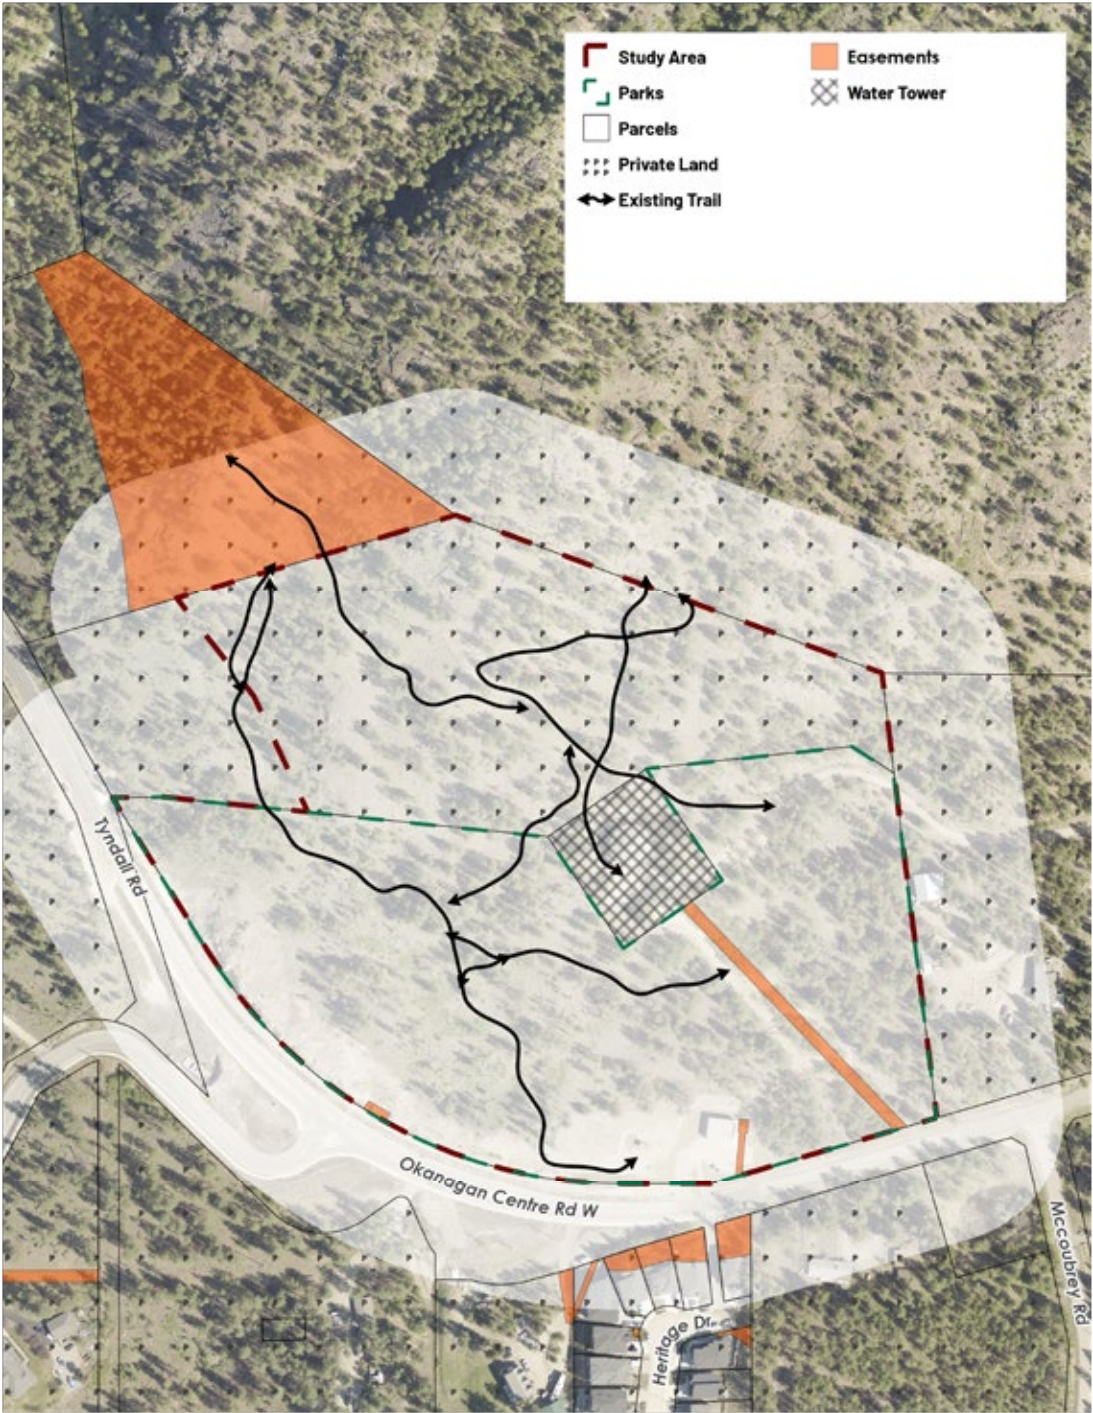 Study Area
Parks
Parcels
Private Land
Existing Trail
Easements
Water Tower
Tyndall Rd
Okanagan Centre Rd W
Mccoubrey Rd
Heritage Dr